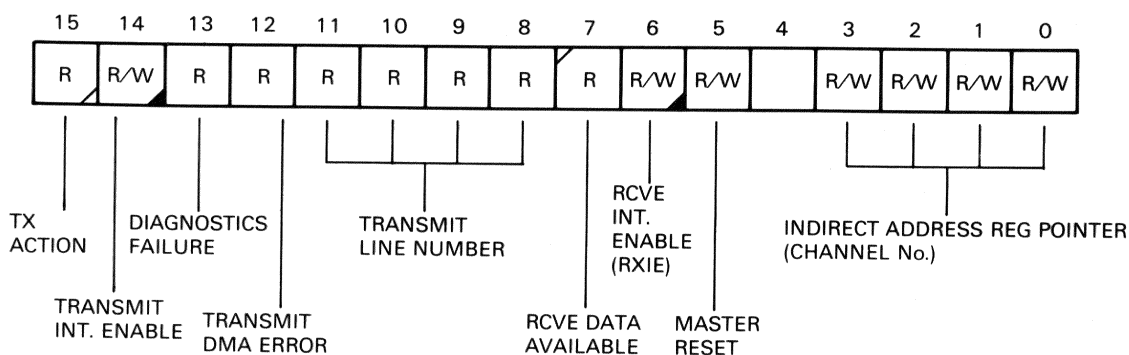 15 14 13 12 11 10 9 8 7 6 5 4 3 2 1 0
R R/W R R R R R R R R/W R/W R/W R/W R/W R/W
TX
ACTION
TRANSMIT
INT. ENABLE
DIAGNOSTICS
FAILURE
TRANSMIT
DMA ERROR
TRANSMIT
LINE NUMBER
RCVE DATA
AVAILABLE
RCVE
INT.
ENABLE
(RXIE)
MASTER
RESET
INDIRECT ADDRESS REG POINTER
(CHANNEL No.)